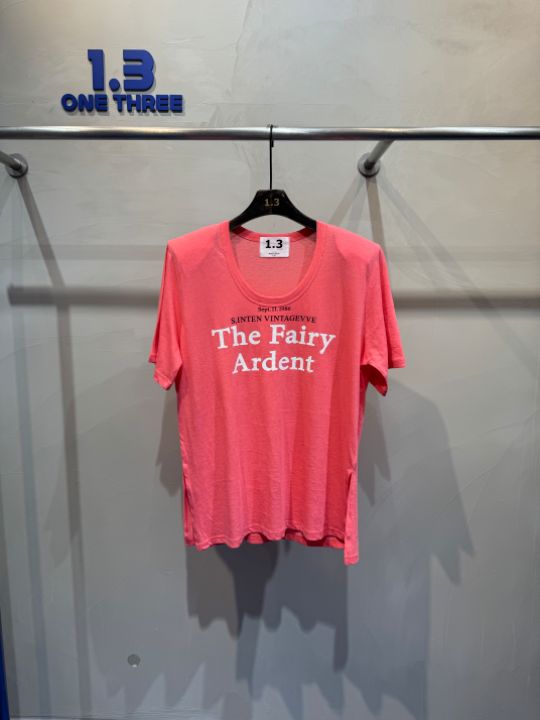 1.3
ONE THREE
1.3
1.3
Sept. 11. 1986
S.INTEN VINTAGEVVE
The Fairy
Ardent